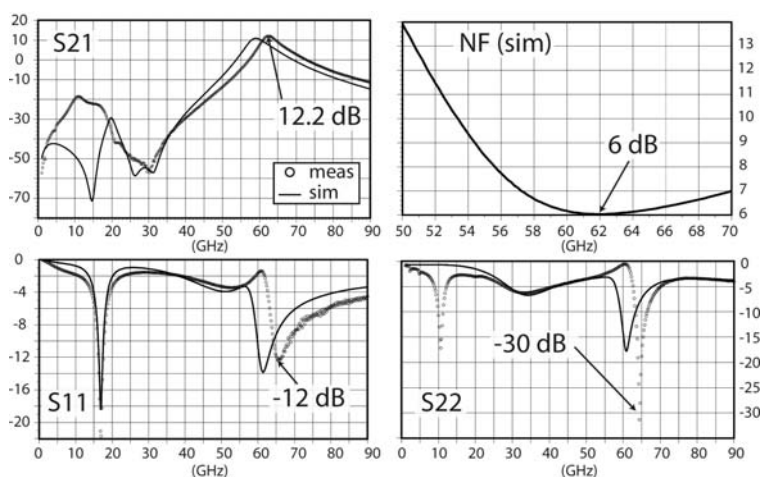 20
10
0
-10
-30
-50
-70
S21
12.2 dB
meas
sim
0 10 20 30 40 50 60 70 80 90
(GHz)
NF (sim)
6 dB
13
12
11
10
9
8
7
6
50 52 54 56 58 60 62 64 66 68 70
(GHz)
0
-4
-8
-12
-16
-20
S11
-12 dB
0 10 20 30 40 50 60 70 80 90
(GHz)
0
-5
-10
-15
-20
-25
-30
-30 dB
S22
0 10 20 30 40 50 60 70 80 90
(GHz)